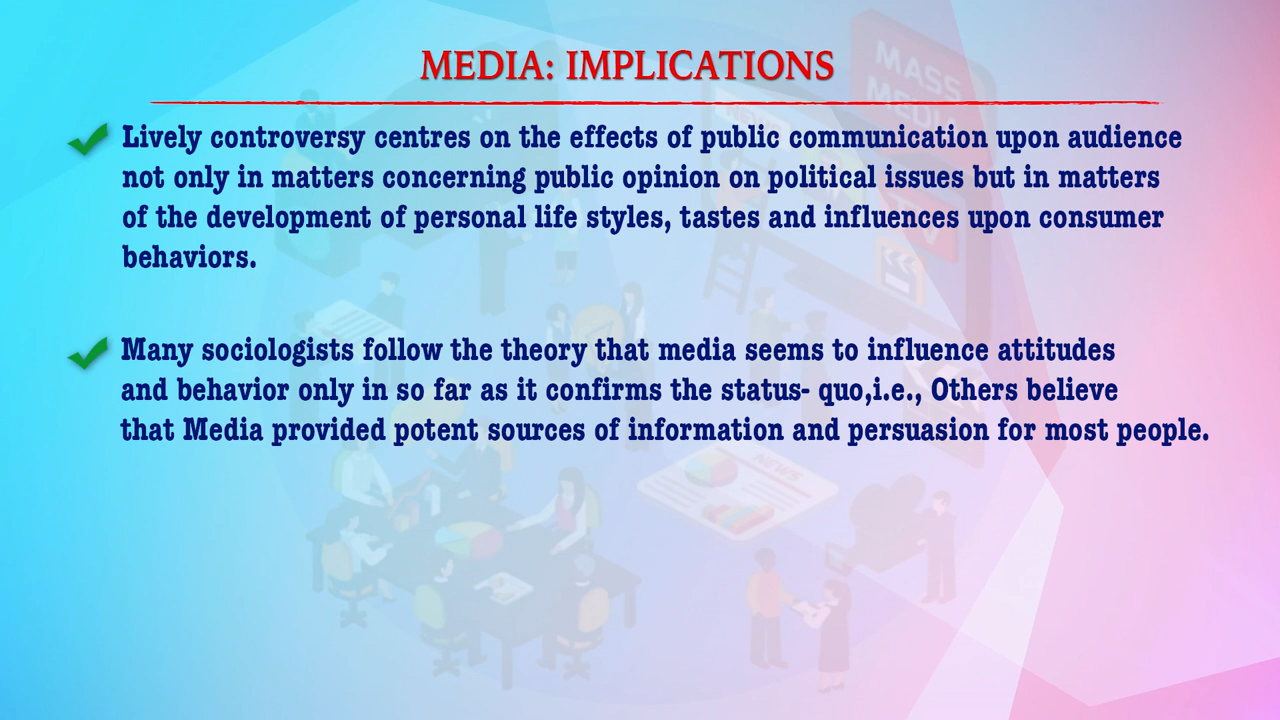 MEDIA: IMPLICATIONS
Lively controversy centres on the effects of public communication upon audience
not only in matters concerning public opinion on political issues but in matters
of the development of personal life styles, tastes and influences upon consumer
behaviors.
Many sociologists follow the theory that media seems to influence attitudes
and behavior only in so far as it confirms the status- quo,i.e., Others believe
that Media provided potent sources of information and persuasion for most people.
MASS
MEDIA
NEWS
NEWS